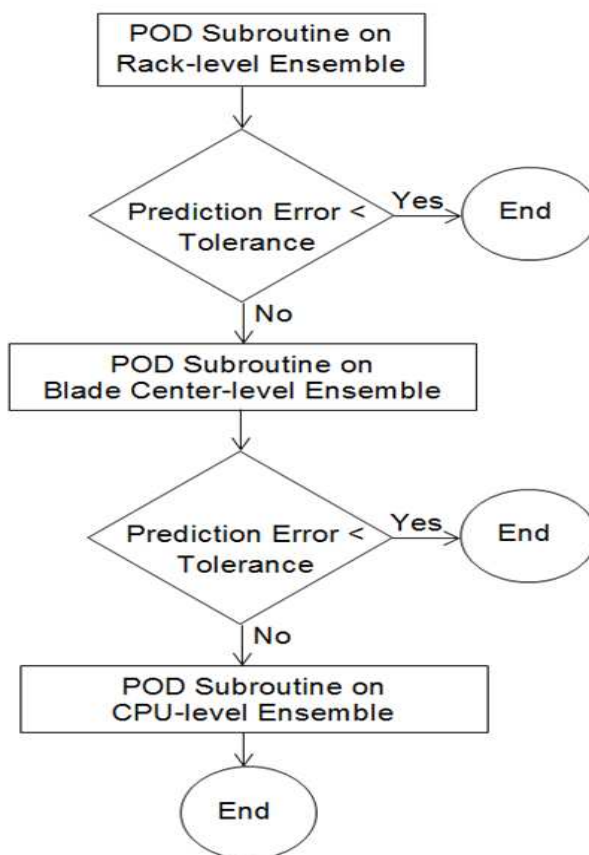 POD Subroutine on
Rack-level Ensemble
Prediction Error <
Tolerance
Yes
End
No
POD Subroutine on
Blade Center-level Ensemble
Prediction Error <
Tolerance
Yes
End
No
POD Subroutine on
CPU-level Ensemble
End